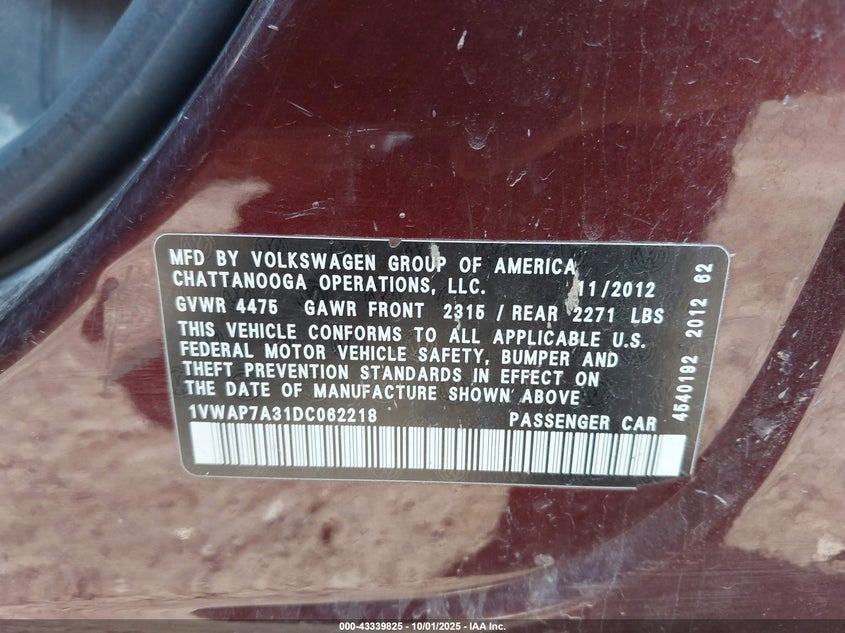 MFD BY VOLKSWAGEN GROUP OF AMERICA
CHATTANOOGA OPERATIONS, LLC. 11/2012
GVWR 4475 GAWR FRONT 2315 / REAR 2271 LBS
THIS VEHICLE CONFORMS TO ALL APPLICABLE U.S.
FEDERAL MOTOR VEHICLE SAFETY, BUMPER AND
THEFT PREVENTION STANDARDS IN EFFECT ON
THE DATE OF MANUFACTURE SHOWN ABOVE
1VWAP7A31DC062218 PASSENGER CAR
4540192 2012 62
000-43339825 - 10/01/2025 - IAA Inc.